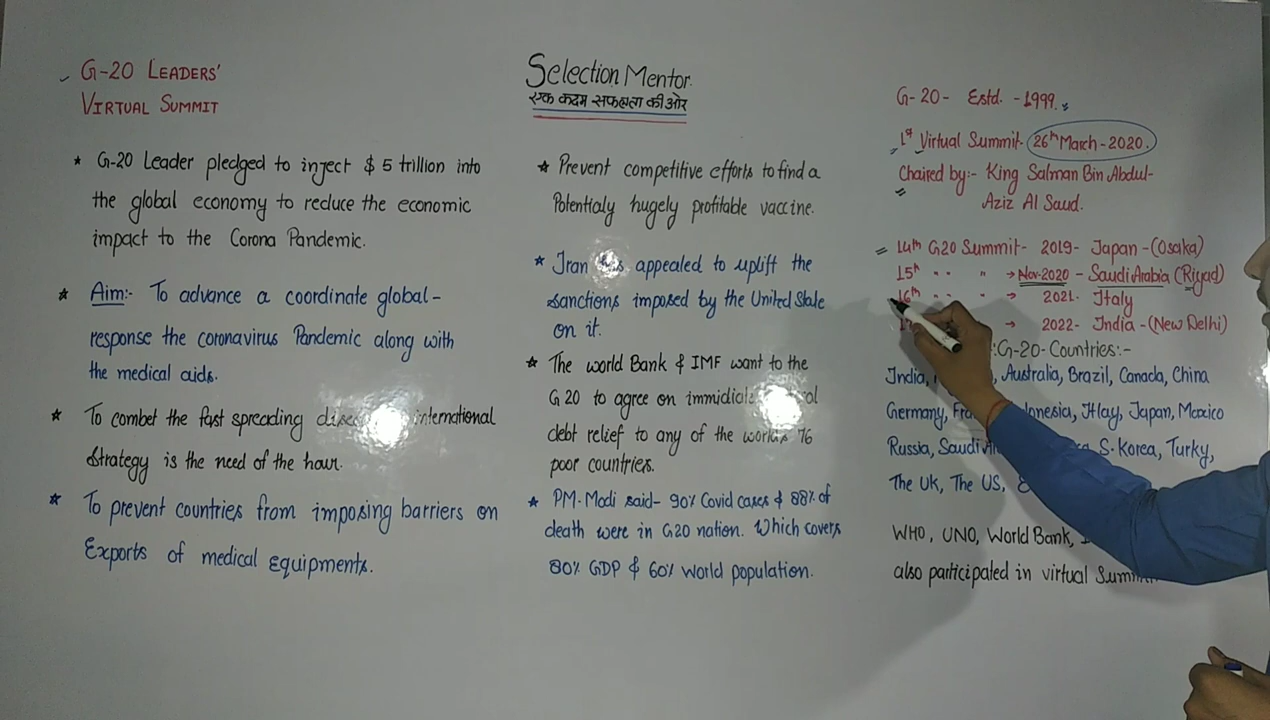 G-20 LEADERS'
VIRTUAL SUMMIT
* G-20 Leader pledged to inject $ 5 trillion into
the global economy to reduce the economic
impact to the Corona Pandemic.
* Aim:- To advance a coordinate global-
response the coronavirus Pandemic along with
the medical aids.
* To combet the fast spreading international
strategy is the need of the hour.
* To prevent countries from imposing barriers on
Exports of medical equipments.
Selection Mentor.
एक कदम सफलता की ओर
* Prevent competitive efforts to find a
Potentialy hugely profitable vaccine.
* Iran appealed to uplift the
sanctions imposed by the United State
on it.
* The world Bank & IMF want to the
G20 to agree on
debt relief to any of the world's 76
poor countries.
* PM-Modi said- 90% Covid cases & 88% of
death were in G20 nation. Which covers
80% GDP & 60% world population.
G-20- Estd. -1999.
1st Virtual Summit- 26th March-2020.
Chaired by:- King Salman Bin Abdul-
Aziz Al Saud.
14th G20 Summit- 2019- Japan -(Osaka)
15th " " " → Nov-2020 - Saudi Arabia (Riyad)
16th " " " → 2021- Italy
→ 2022- India -(New Delhi)
:G-20-Countries:-
India, Australia, Brazil, Canada, China
Germany, Itlay, Japan, Mexico
Russia, S. Korea, Turky,
The Uk, The US,
WHO, UNO, World Bank,
also participated in virtual